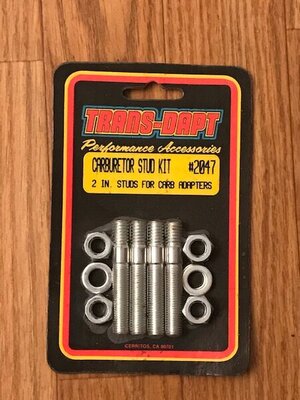 TRANS-DAPT
Performance Accessories
CARBURETOR STUD KIT #2047
2 IN. STUDS FOR CARB ADAPTERS
CERRITOS, CA 90701